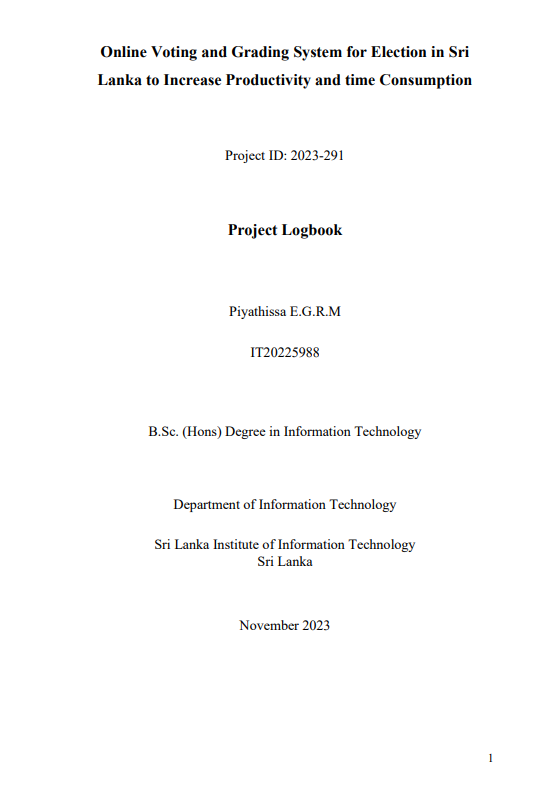 Online Voting and Grading System for Election in Sri
Lanka to Increase Productivity and time Consumption
Project ID: 2023-291
Project Logbook
Piyathissa E.G.R.M
IT20225988
B.Sc. (Hons) Degree in Information Technology
Department of Information Technology
Sri Lanka Institute of Information Technology
Sri Lanka
November 2023
1